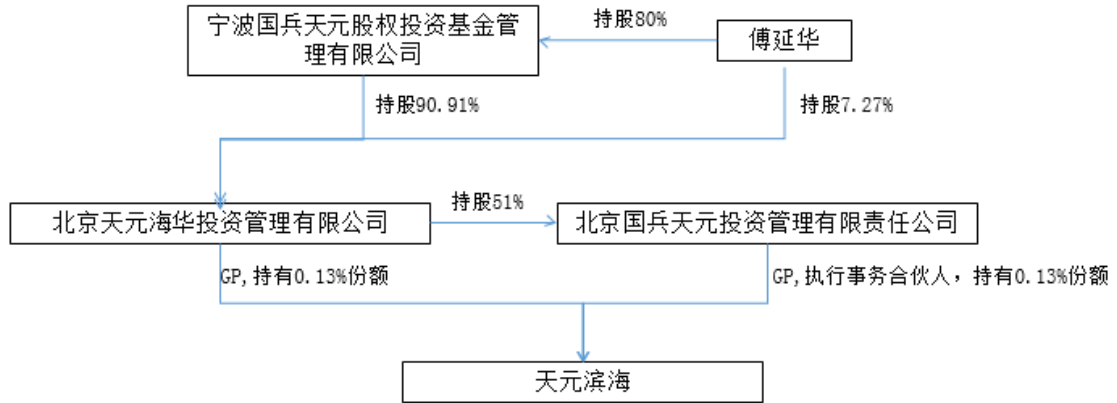 宁波国兵天元股权投资基金管
理有限公司
持股80%
傅延华
持股90.91%
持股7.27%
北京天元海华投资管理有限公司
持股51%
北京国兵天元投资管理有限责任公司
GP,持有0.13%份额
GP,执行事务合伙人，持有0.13%份额
天元滨海